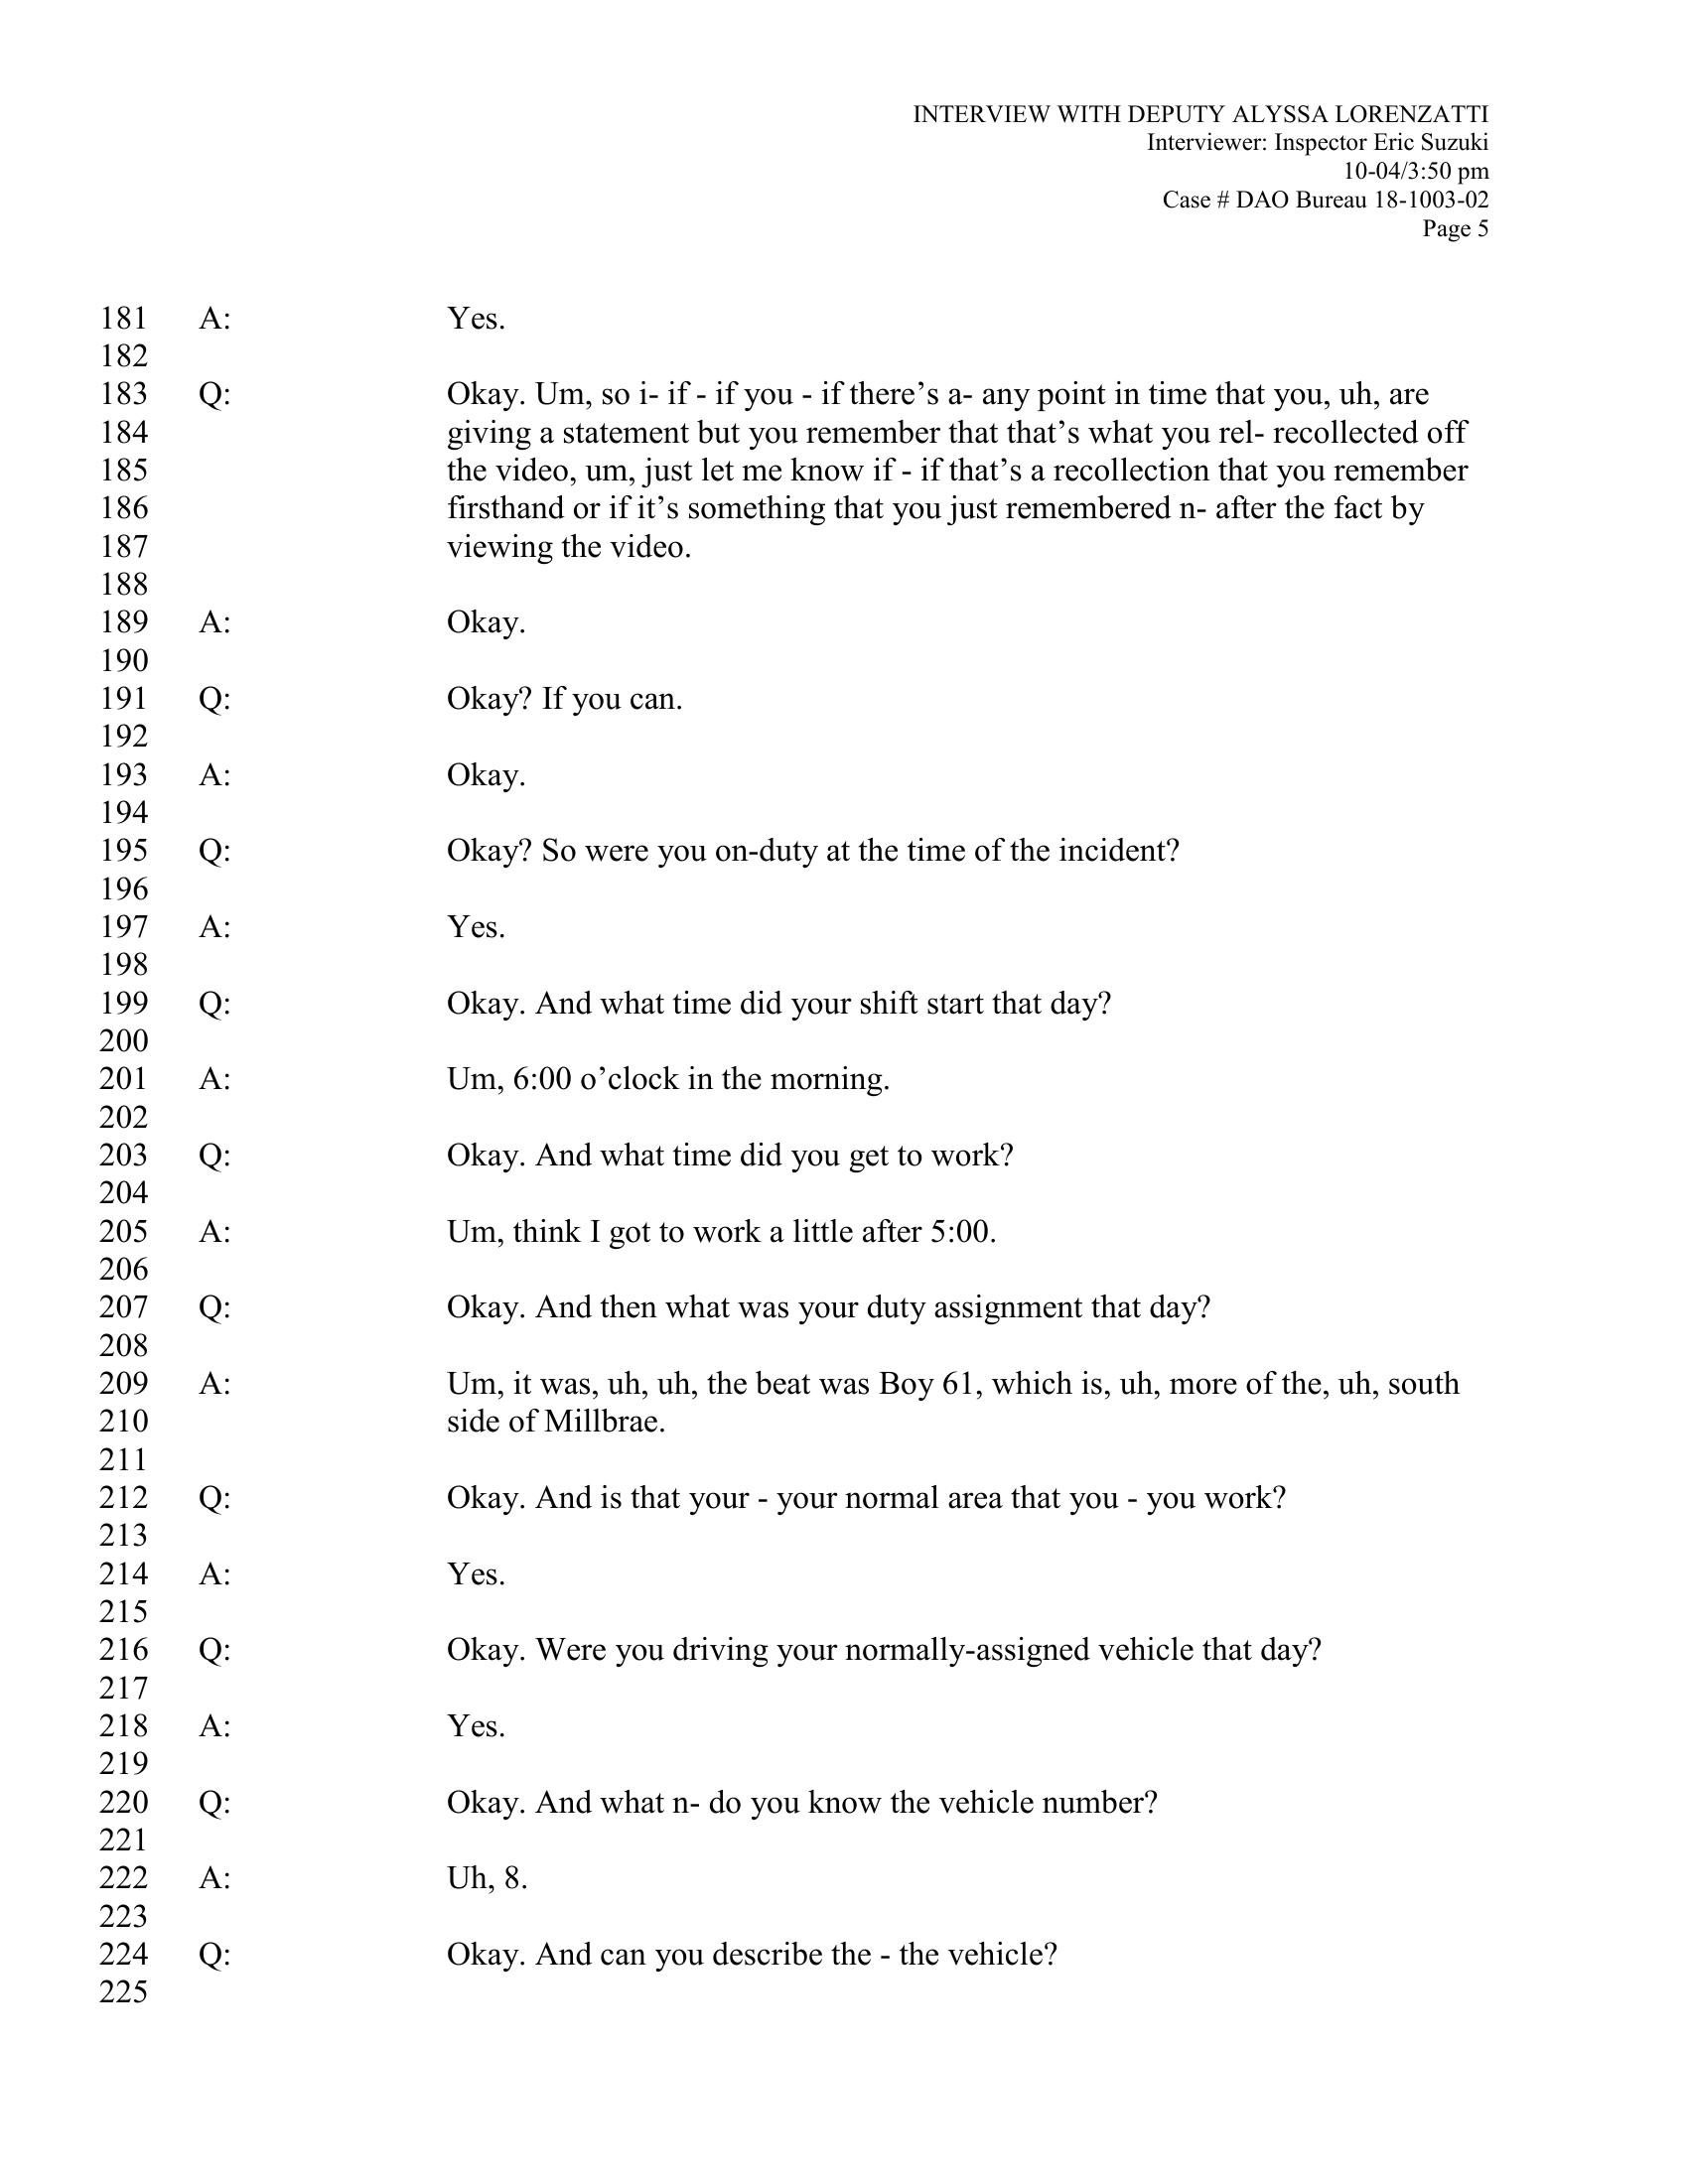 INTERVIEW WITH DEPUTY ALYSSA LORENZATTI
Interviewer: Inspector Eric Suzuki
10-04/3:50 pm
Case # DAO Bureau 18-1003-02
Page 5
181 A: Yes.
182
183 Q: Okay. Um, so i- if - if you - if there’s a- any point in time that you, uh, are
184 giving a statement but you remember that that’s what you rel- recollected off
185 the video, um, just let me know if - if that’s a recollection that you remember
186 firsthand or if it’s something that you just remembered n- after the fact by
187 viewing the video.
188
189 A: Okay.
190
191 Q: Okay? If you can.
192
193 A: Okay.
194
195 Q: Okay? So were you on-duty at the time of the incident?
196
197 A: Yes.
198
199 Q: Okay. And what time did your shift start that day?
200
201 A: Um, 6:00 o’clock in the morning.
202
203 Q: Okay. And what time did you get to work?
204
205 A: Um, think I got to work a little after 5:00.
206
207 Q: Okay. And then what was your duty assignment that day?
208
209 A: Um, it was, uh, uh, the beat was Boy 61, which is, uh, more of the, uh, south
210 side of Millbrae.
211
212 Q: Okay. And is that your - your normal area that you - you work?
213
214 A: Yes.
215
216 Q: Okay. Were you driving your normally-assigned vehicle that day?
217
218 A: Yes.
219
220 Q: Okay. And what n- do you know the vehicle number?
221
222 A: Uh, 8.
223
224 Q: Okay. And can you describe the - the vehicle?
225